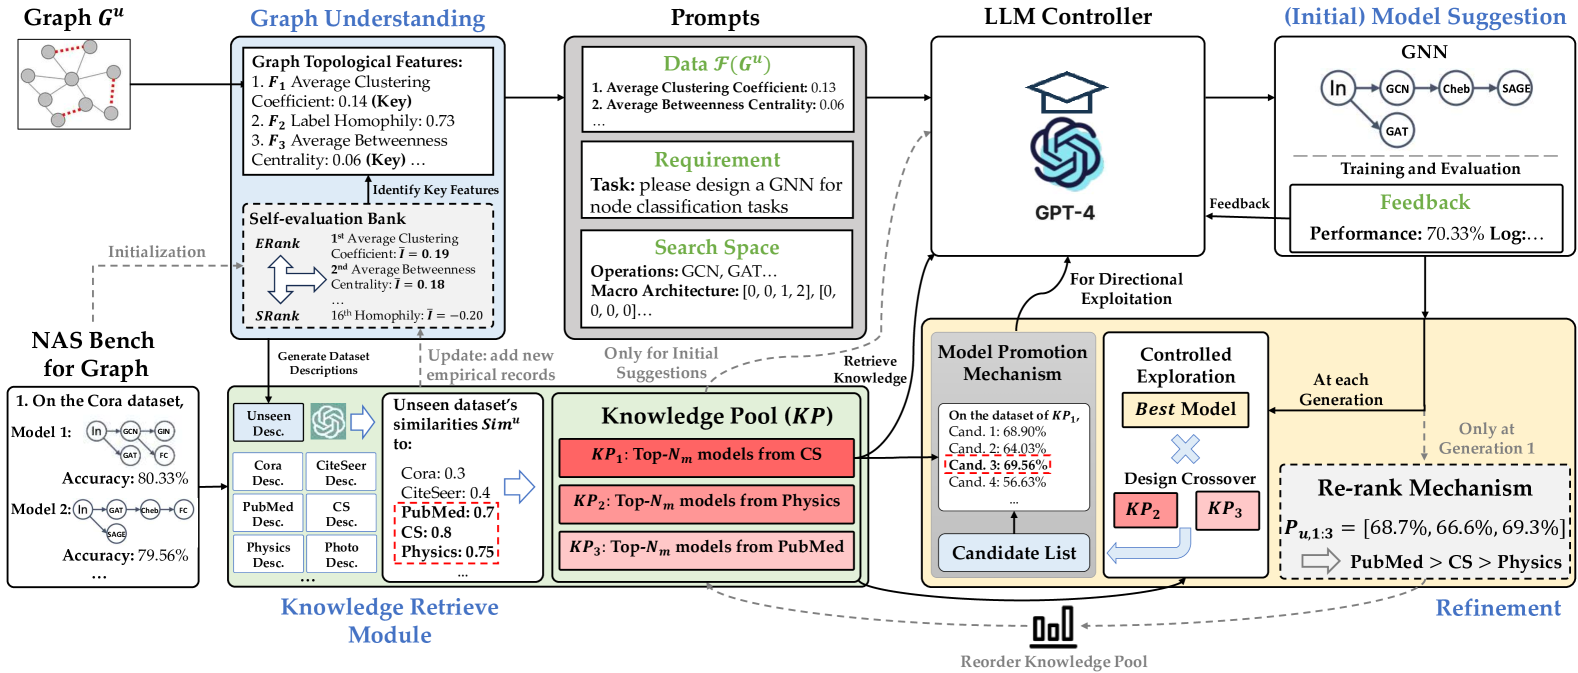 Graph G^u
Graph Understanding
Graph Topological Features:
1. F_1 Average Clustering
Coefficient: 0.14 (Key)
2. F_2 Label Homophily: 0.73
3. F_3 Average Betweenness
Centrality: 0.06 (Key) ...
Identify Key Features
Self-evaluation Bank
ERank
SRank
1st Average Clustering
Coefficient: Ī = 0.19
2nd Average Betweenness
Centrality: Ī = 0.18
...
16th Homophily: Ī = −0.20
Initialization
Prompts
Data ℱ(G^u)
1. Average Clustering Coefficient: 0.13
2. Average Betweenness Centrality: 0.06
...
Requirement
Task: please design a GNN for
node classification tasks
Search Space
Operations: GCN, GAT...
Macro Architecture: [0, 0, 1, 2], [0,
0, 0, 0]...
LLM Controller
GPT-4
(Initial) Model Suggestion
GNN
In
GCN
Cheb
SAGE
GAT
Training and Evaluation
Feedback
Performance: 70.33% Log:...
Feedback
NAS Bench
for Graph
1. On the Cora dataset,
Model 1:
In
GCN
GIN
GAT
FC
Accuracy: 80.33%
Model 2:
In
GAT
Cheb
FC
SAGE
Accuracy: 79.56%
...
Generate Dataset
Descriptions
Update: add new
empirical records
Only for Initial
Suggestions
Retrieve
Knowledge
Unseen
Desc.
Cora
Desc.
CiteSeer
Desc.
PubMed
Desc.
CS
Desc.
Physics
Desc.
Photo
Desc.
...
Unseen dataset's
similarities Sim^u
to:
Cora: 0.3
CiteSeer: 0.4
PubMed: 0.7
CS: 0.8
Physics: 0.75
...
Knowledge Pool (KP)
KP_1: Top-N_m models from CS
KP_2: Top-N_m models from Physics
KP_3: Top-N_m models from PubMed
Knowledge Retrieve
Module
For Directional
Exploitation
Model Promotion
Mechanism
On the dataset of KP_1,
Cand. 1: 68.90%
Cand. 2: 64.03%
Cand. 3: 69.56%
Cand. 4: 56.63%
...
Candidate List
Controlled
Exploration
Best Model
Design Crossover
KP_2
KP_3
At each
Generation
Only at
Generation 1
Re-rank Mechanism
P_{u,1:3} = [68.7%, 66.6%, 69.3%]
PubMed > CS > Physics
Refinement
Reorder Knowledge Pool